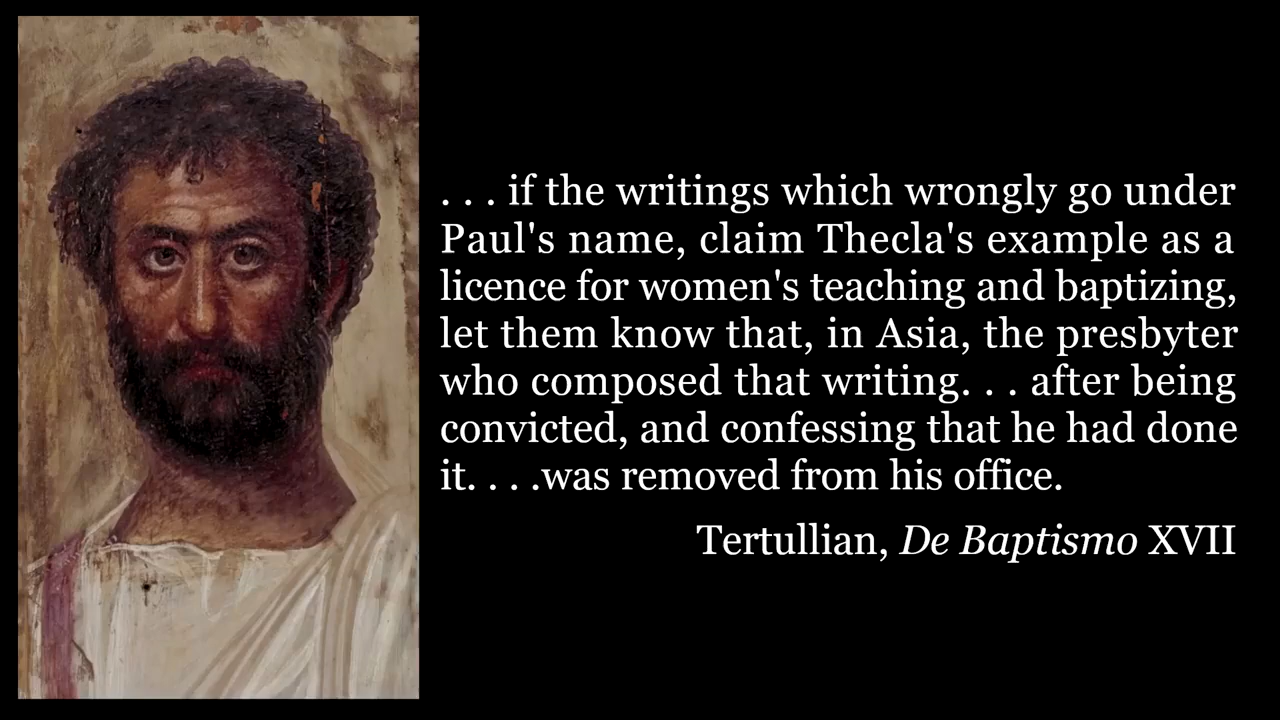 . . . if the writings which wrongly go under
Paul's name, claim Thecla's example as a
licence for women's teaching and baptizing,
let them know that, in Asia, the presbyter
who composed that writing. . . after being
convicted, and confessing that he had done
it. . . .was removed from his office.
Tertullian, De Baptismo XVII